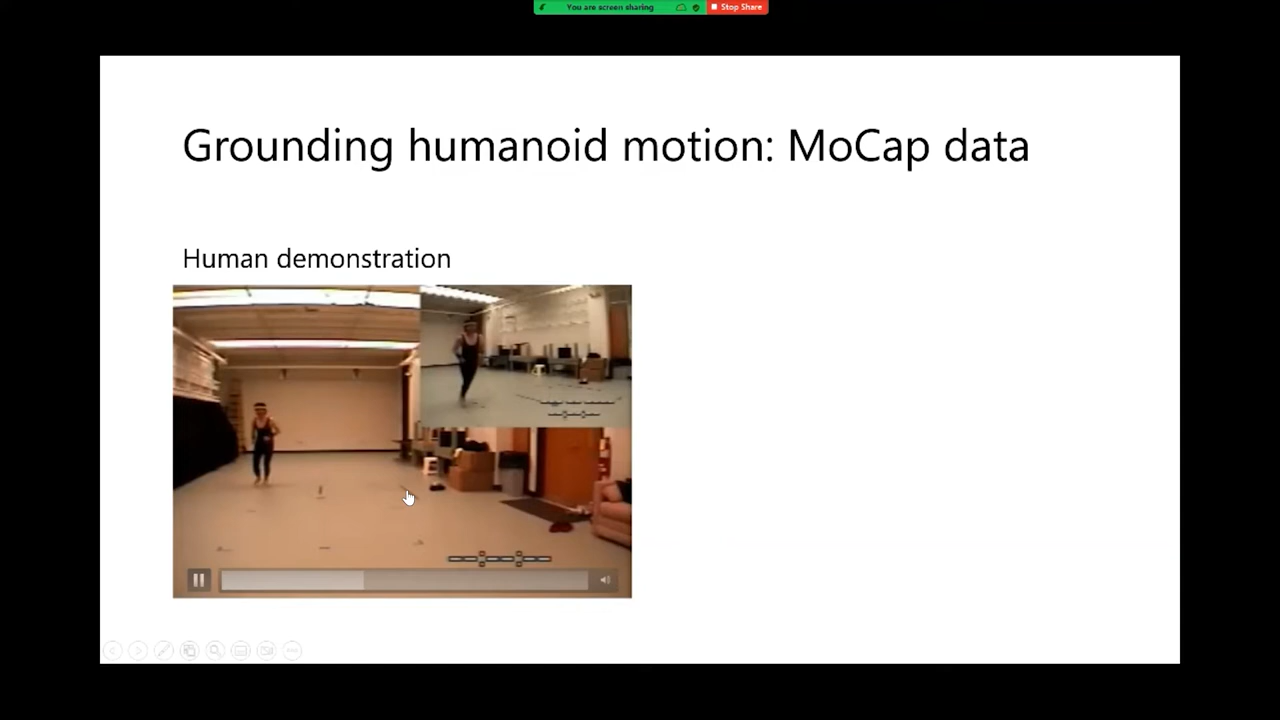 You are screen sharing
Stop Share
Grounding humanoid motion: MoCap data
Human demonstration